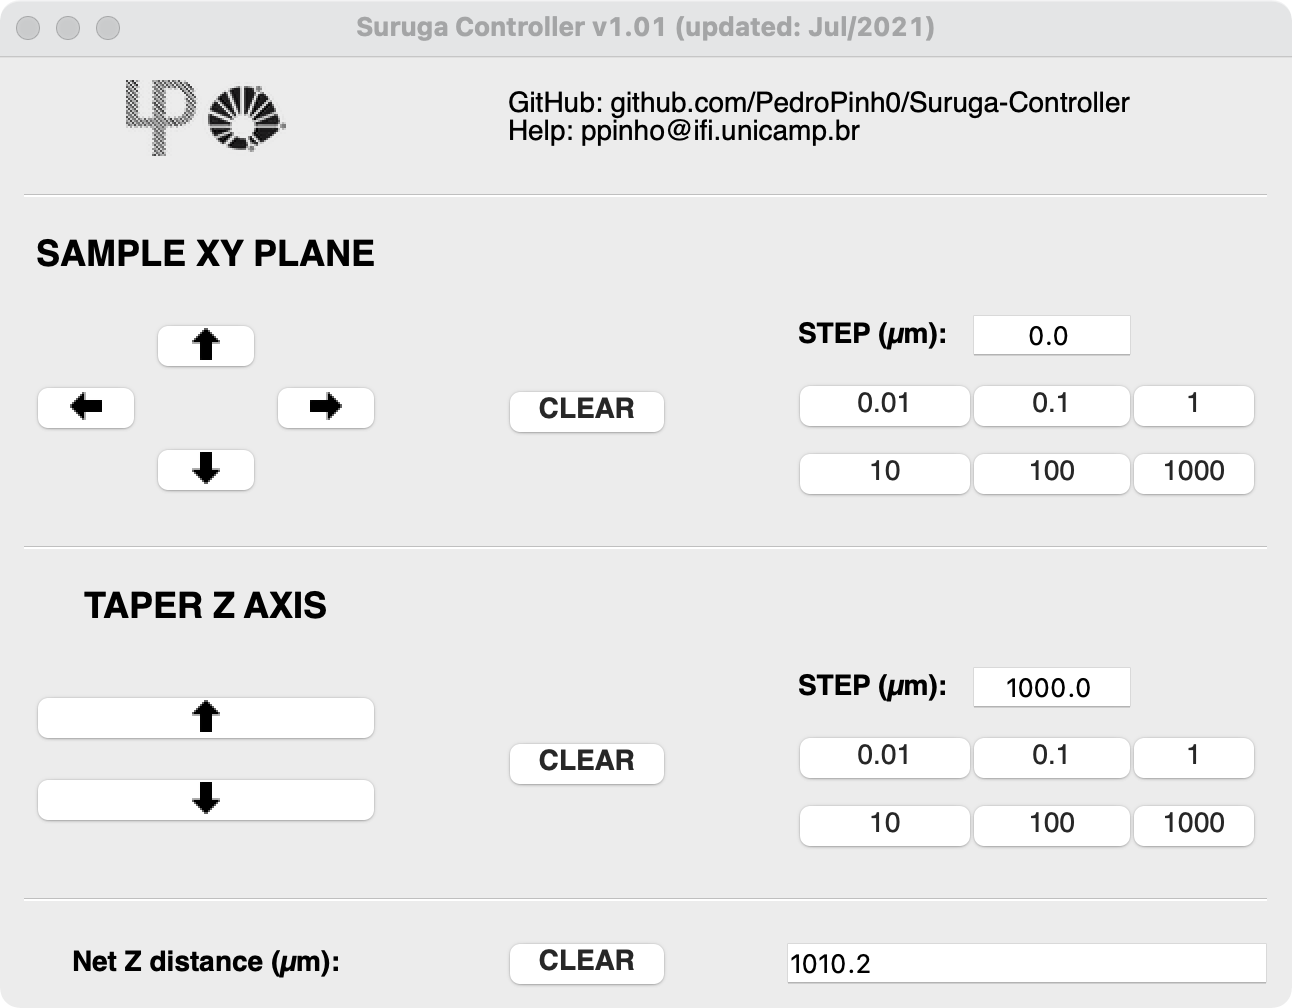 Suruga Controller v1.01 (updated: Jul/2021)
LP
GitHub: github.com/PedroPinh0/Suruga-Controller
Help: ppinho@ifi.unicamp.br
SAMPLE XY PLANE
STEP (µm): 0.0
CLEAR
0.01 0.1 1
10 100 1000
TAPER Z AXIS
STEP (µm): 1000.0
CLEAR
0.01 0.1 1
10 100 1000
Net Z distance (µm): CLEAR 1010.2